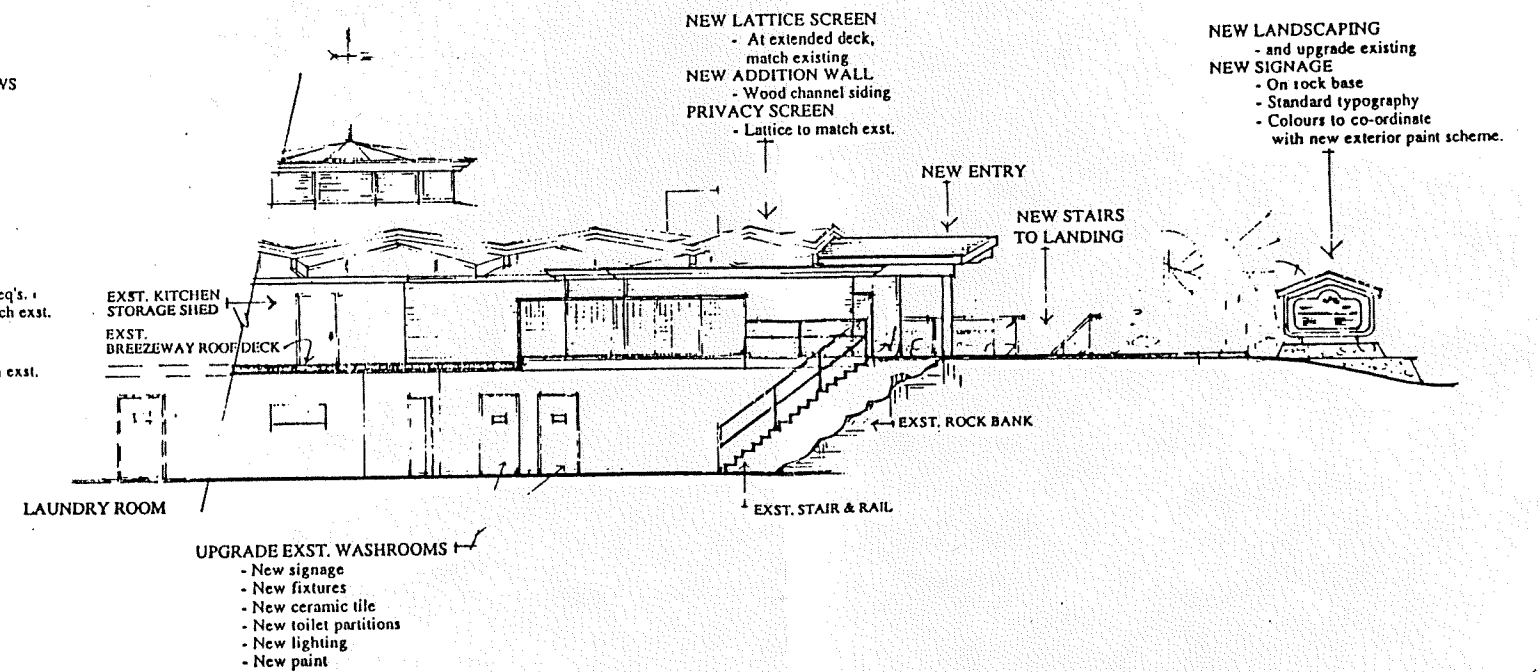 NEW LATTICE SCREEN
- At extended deck,
match existing
NEW ADDITION WALL
- Wood channel siding
PRIVACY SCREEN
- Lattice to match exst.
NEW LANDSCAPING
- and upgrade existing
NEW SIGNAGE
- On rock base
- Standard typography
- Colours to co-ordinate
with new exterior paint scheme.
NEW ENTRY
NEW STAIRS
TO LANDING
EXST. KITCHEN
STORAGE SHED
EXST.
BREEZEWAY ROOF DECK
exst.
exst.
EXST. ROCK BANK
LAUNDRY ROOM
EXST. STAIR & RAIL
UPGRADE EXST. WASHROOMS
- New signage
- New fixtures
- New ceramic tile
- New toilet partitions
- New lighting
- New paint